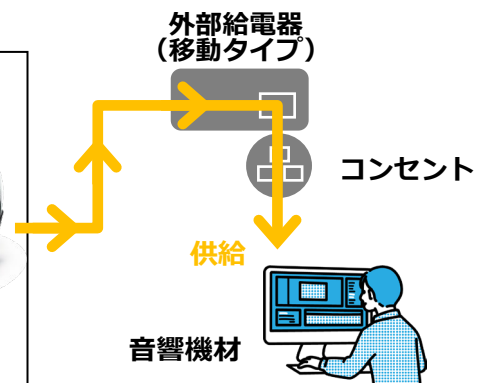 外部給電器
（移動タイプ）
コンセント
供給
音響機材